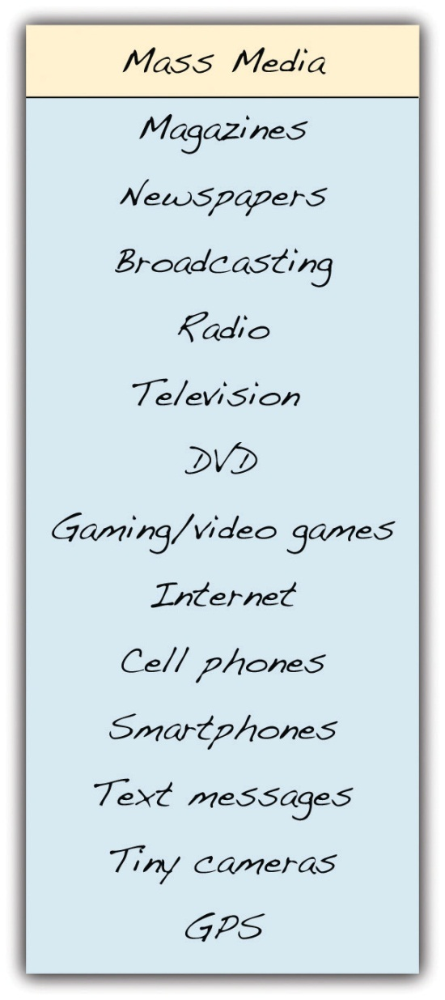 Mass Media
Magazines
Newspapers
Broadcasting
Radio
Television
DVD
Gaming/video games
Internet
Cell phones
Smartphones
Text messages
Tiny cameras
GPS